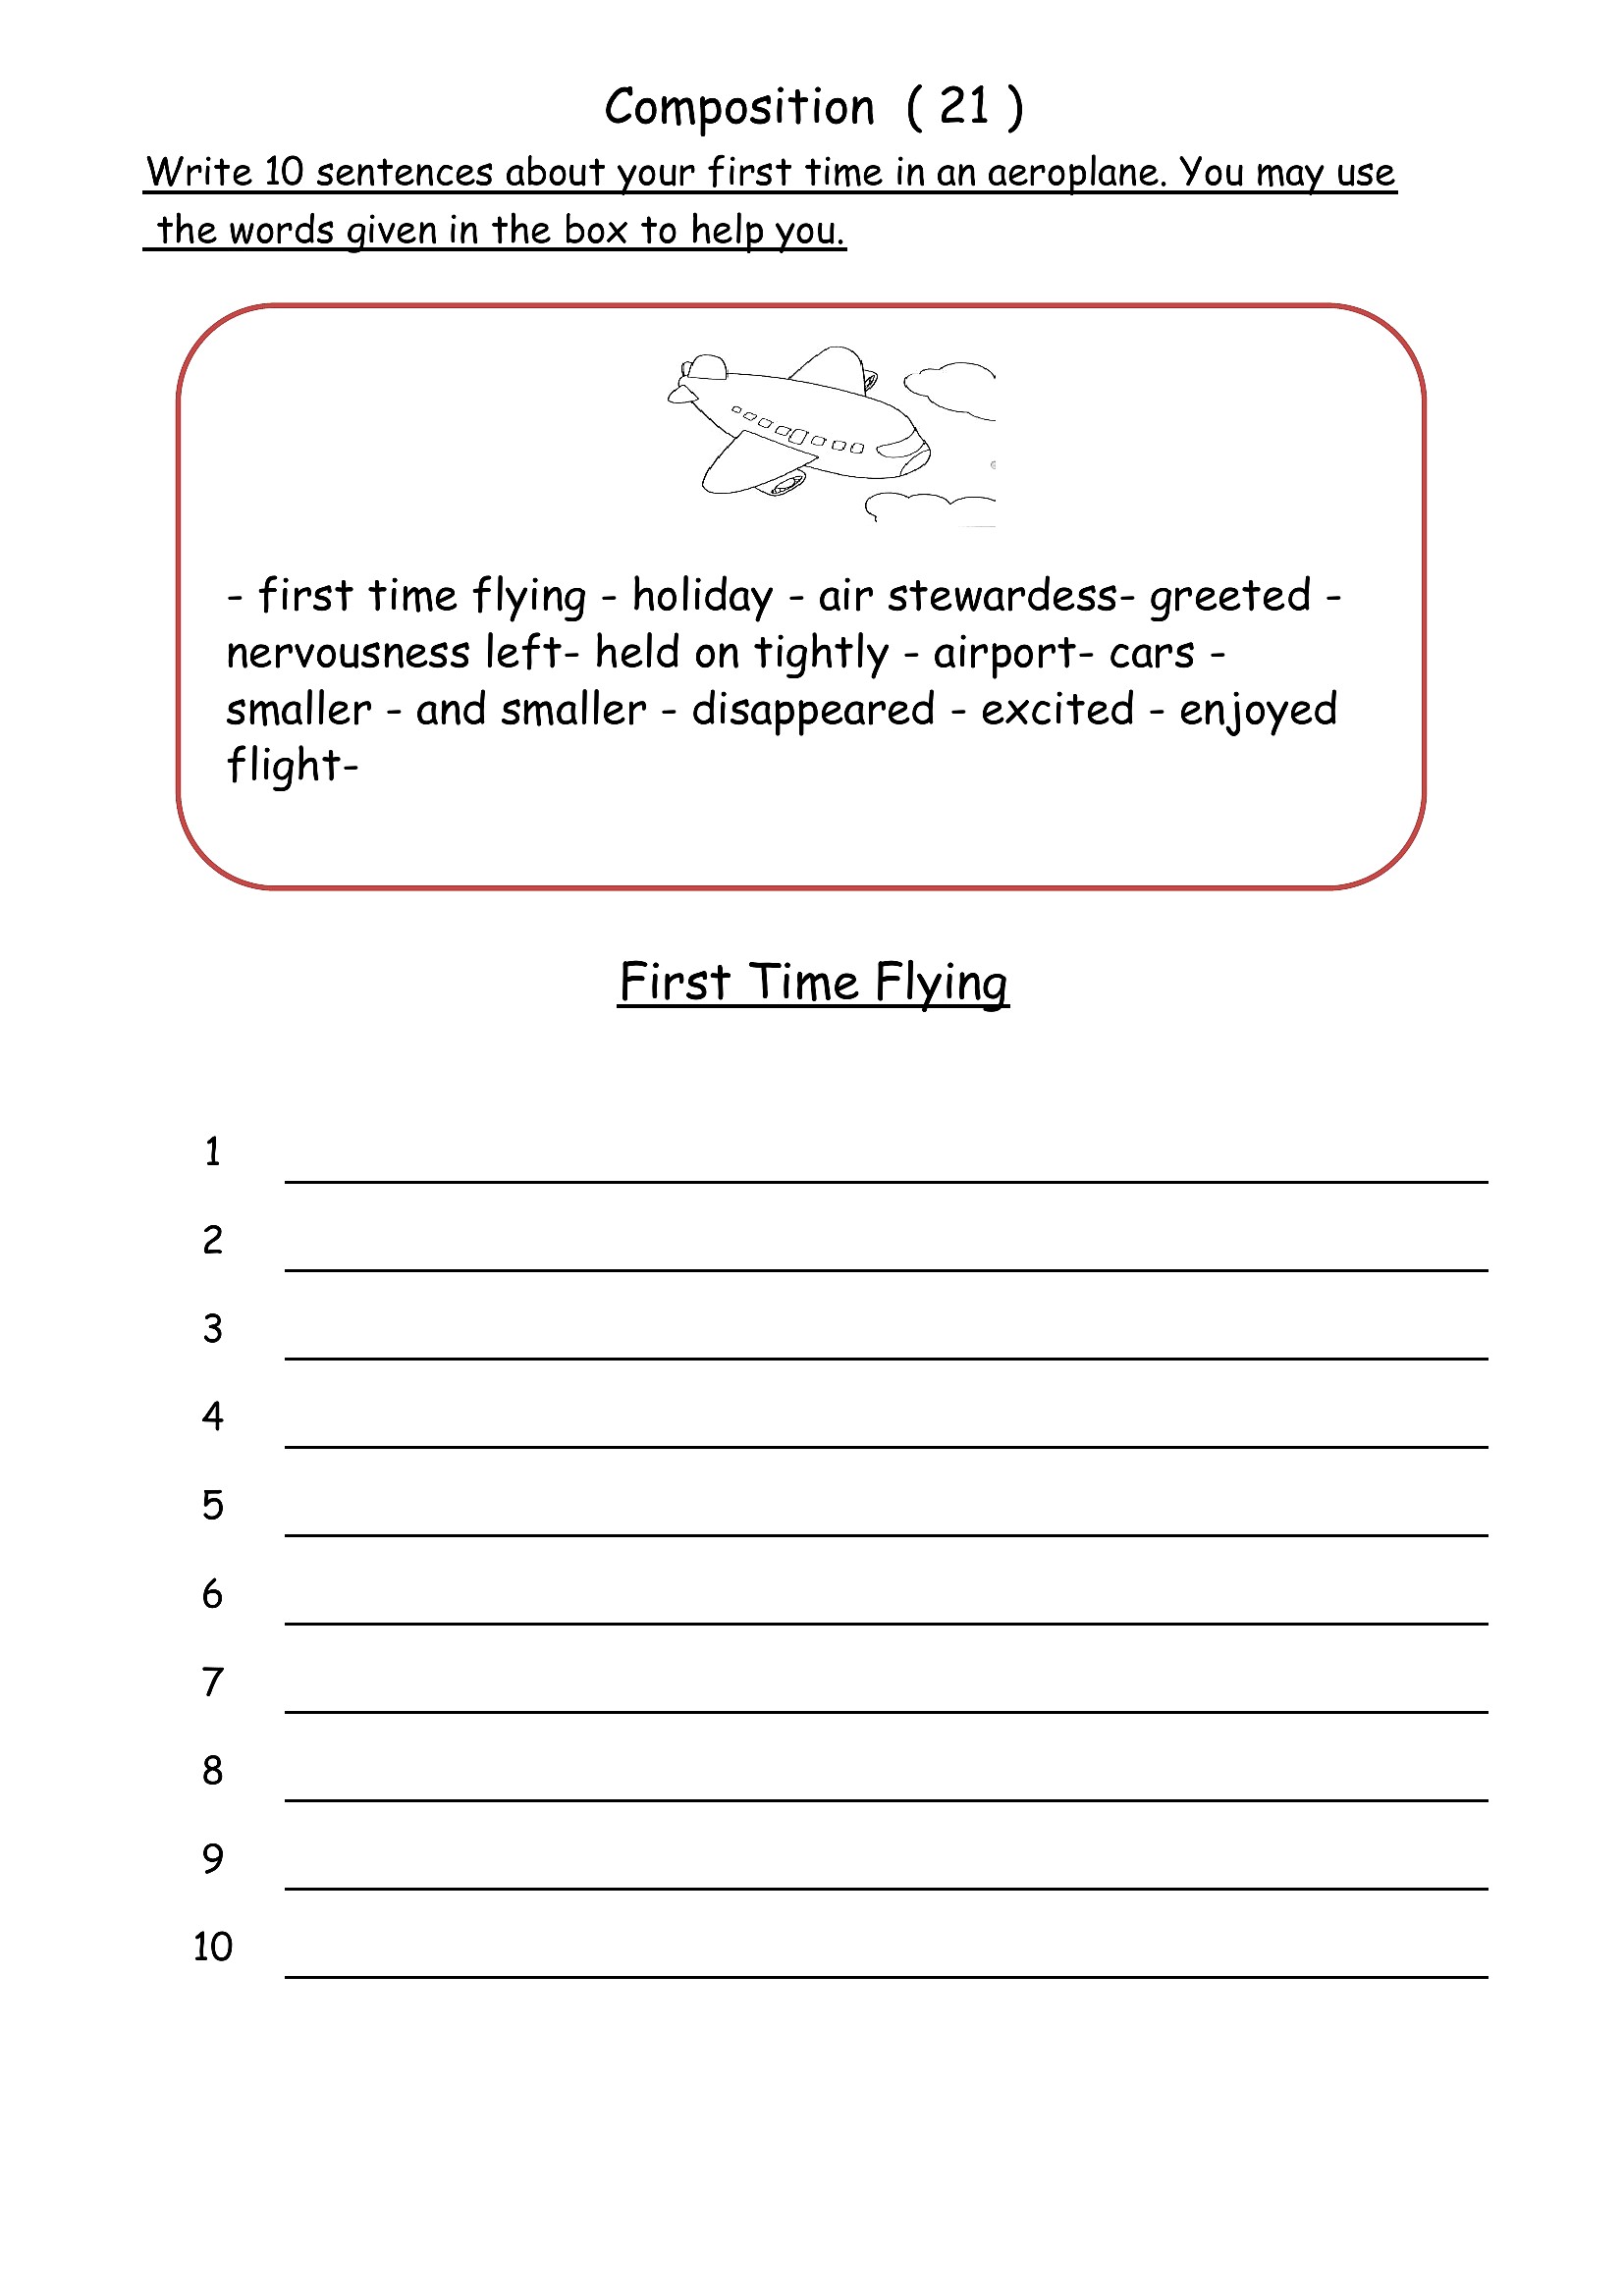 Composition ( 21 )
Write 10 sentences about your first time in an aeroplane. You may use
the words given in the box to help you.
- first time flying - holiday - air stewardess- greeted -
nervousness left- held on tightly - airport- cars -
smaller - and smaller - disappeared - excited - enjoyed
flight-
First Time Flying
1
2
3
4
5
6
7
8
9
10